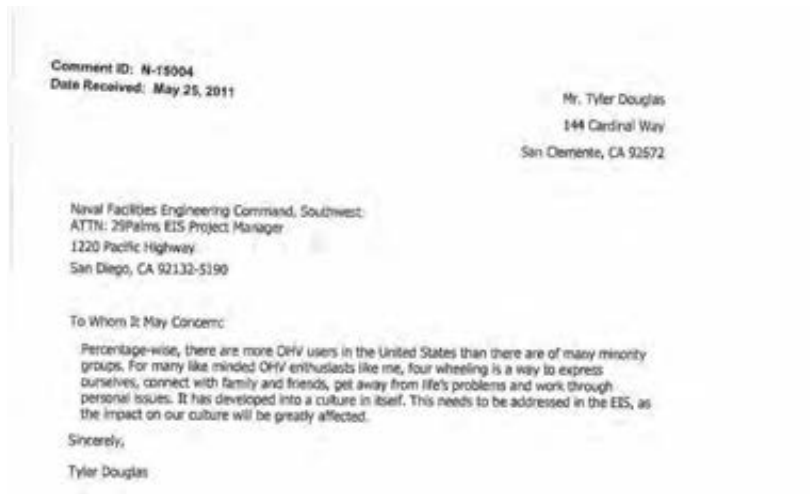 Comment ID: N-15004
Date Received: May 25, 2011
Mr. Tyler Douglas
144 Cardinal Way
San Clemente, CA 92672
Naval Facilities Engineering Command, Southwest
ATTN: 29Palms EIS Project Manager
1220 Pacific Highway
San Diego, CA 92132-5190
To Whom It May Concern:
Percentage-wise, there are more OHV users in the United States than there are of many minority
groups. For many like minded OHV enthusiasts like me, four wheeling is a way to express
ourselves, connect with family and friends, get away from life's problems and work through
personal issues. It has developed into a culture in itself. This needs to be addressed in the EIS, as
the impact on our culture will be greatly affected.
Sincerely,
Tyler Douglas